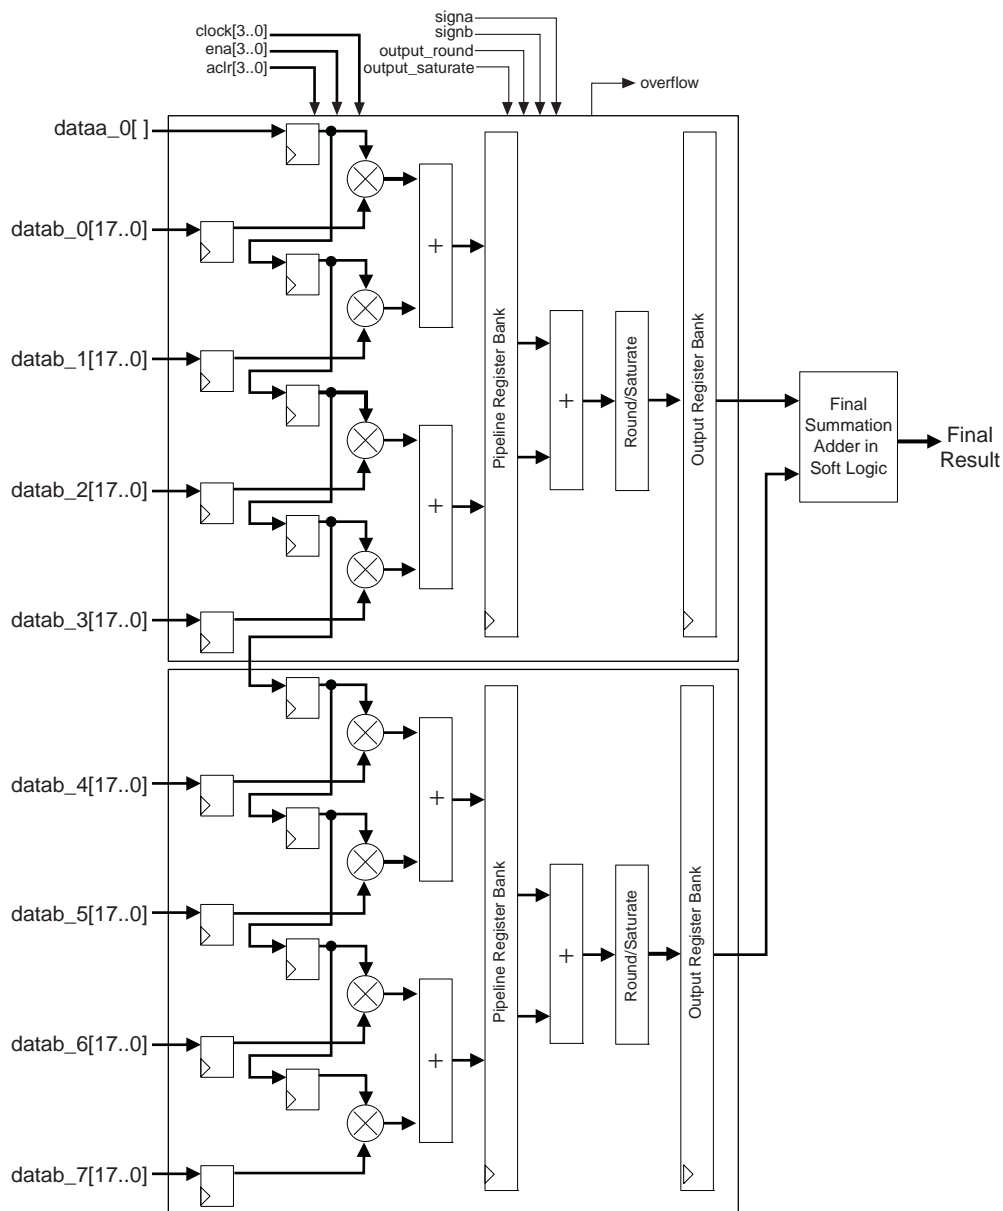 clock[3..0]
ena[3..0]
aclr[3..0]
signa
signb
output_round
output_saturate
overflow
dataa_0[ ]
datab_0[17..0]
datab_1[17..0]
datab_2[17..0]
datab_3[17..0]
+
+
Pipeline Register Bank
+
Round/Saturate
Output Register Bank
Final
Summation
Adder in
Soft Logic
Final
Result
datab_4[17..0]
datab_5[17..0]
datab_6[17..0]
datab_7[17..0]
+
+
Pipeline Register Bank
+
Round/Saturate
Output Register Bank